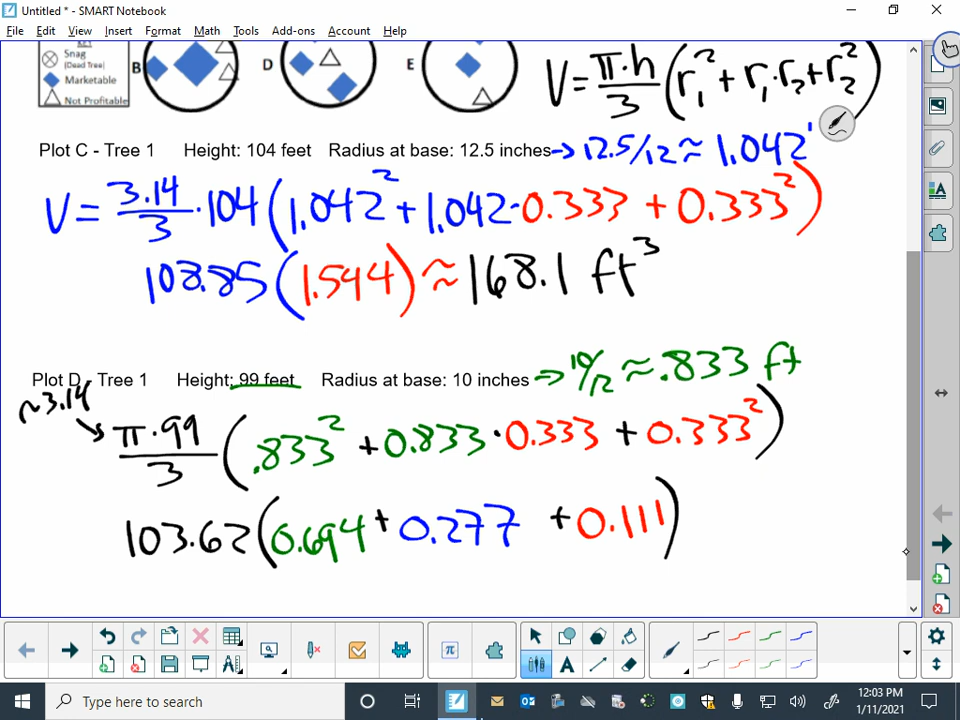 Untitled * - SMART Notebook
File Edit View Insert Format Math Tools Add-ons Account Help
Snag
(Dead Tree)
Marketable
Not Profitable
B
D
E
V = π·h/3 (r₁² + r₁·r₂ + r₂²)
Plot C - Tree 1 Height: 104 feet Radius at base: 12.5 inches → 12.5/12 ≈ 1.042'
V = 3.14/3 · 104 (1.042² + 1.042·0.333 + 0.333²)
108.85 (1.544) ≈ 168.1 ft³
Plot D - Tree 1 Height: 99 feet Radius at base: 10 inches → 10/12 ≈ .833 ft
~3.14
π·99/3 (.833² + 0.833·0.333 + 0.333²)
103.62 (0.694 + 0.277 + 0.111)
Type here to search
12:03 PM
1/11/2021